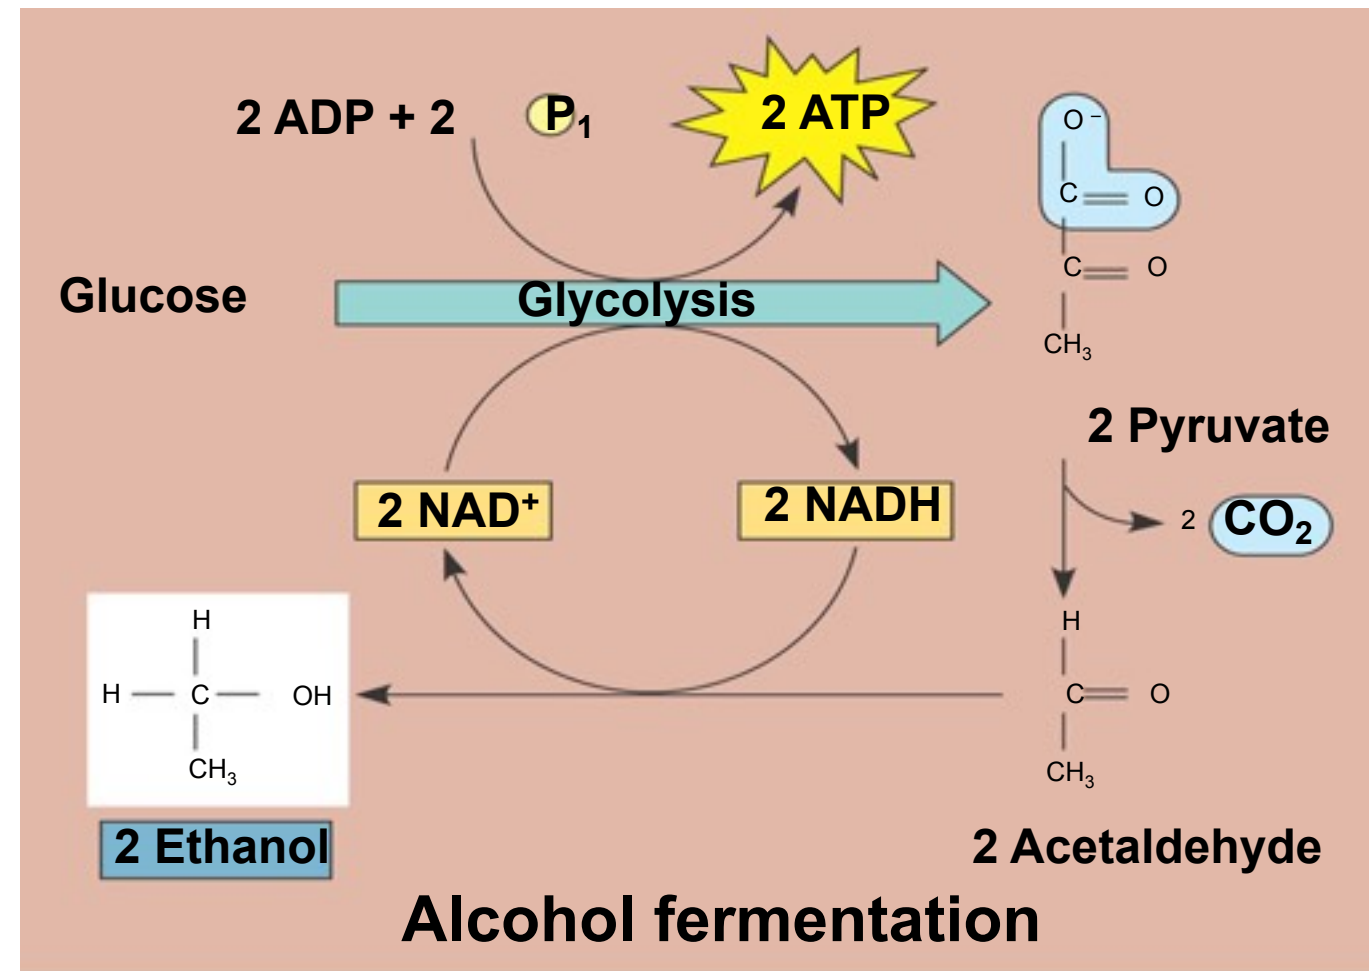 2 ADP + 2 P₁
2 ATP
O⁻
C O
C O
CH₃
Glucose
Glycolysis
2 Pyruvate
2 NAD⁺
2 NADH
2 CO₂
H
C O
CH₃
2 Acetaldehyde
H
H C OH
CH₃
2 Ethanol
Alcohol fermentation